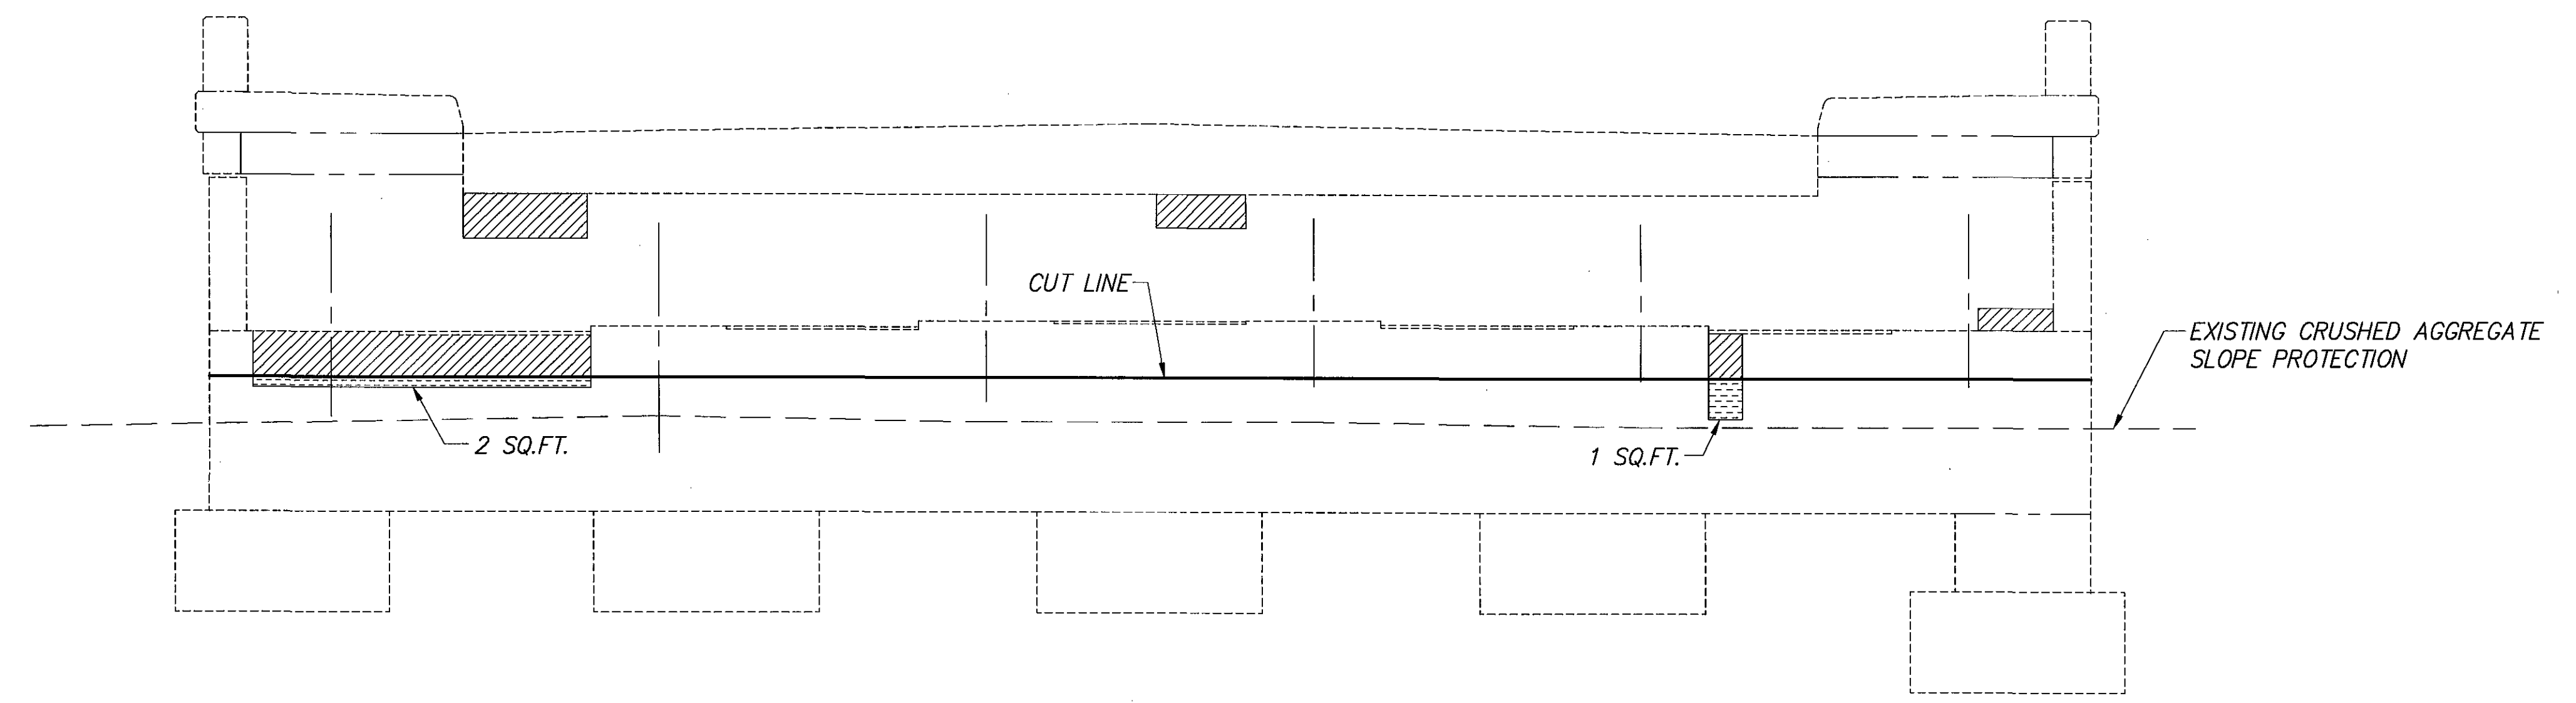 CUT LINE
EXISTING CRUSHED AGGREGATE
SLOPE PROTECTION
2 SQ.FT.
1 SQ.FT.